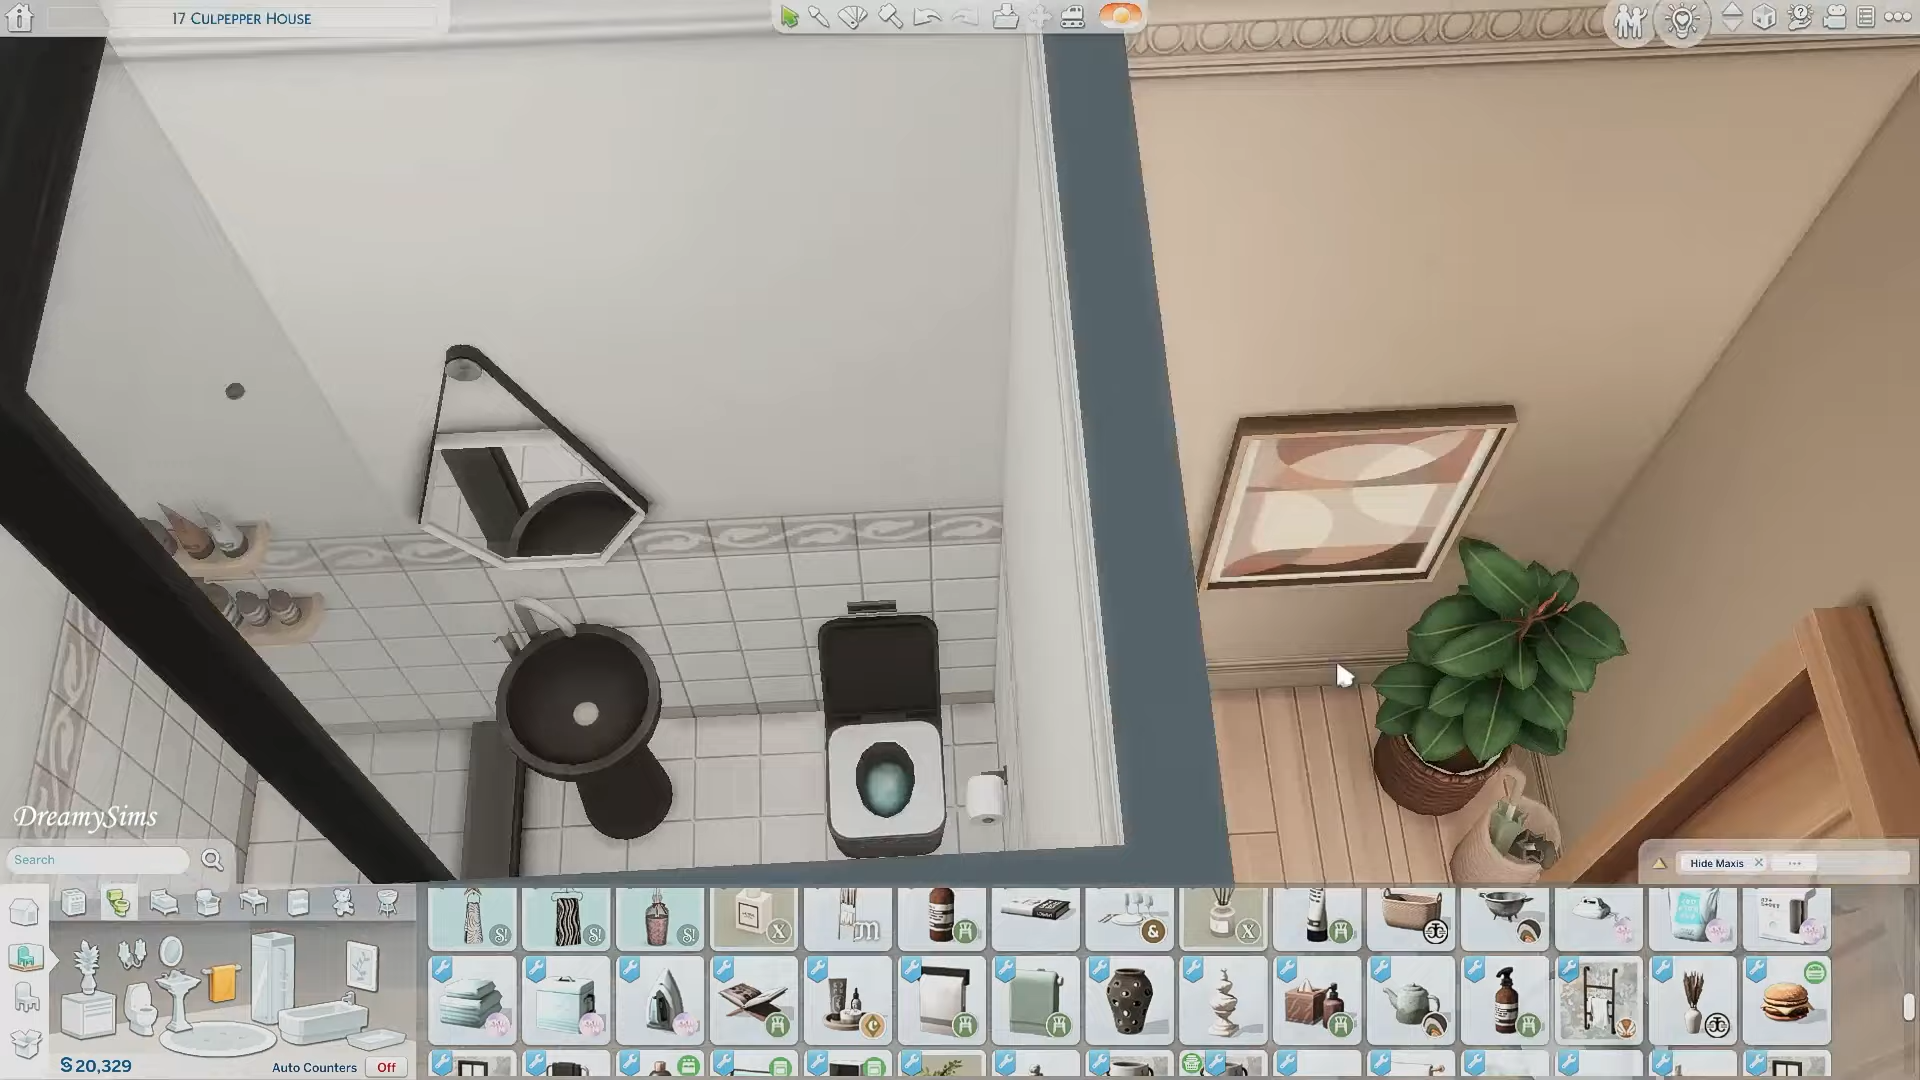 17 CULPEPPER HOUSE
DreamySims
Search
Hide Maxis
§20,329
Auto Counters
Off